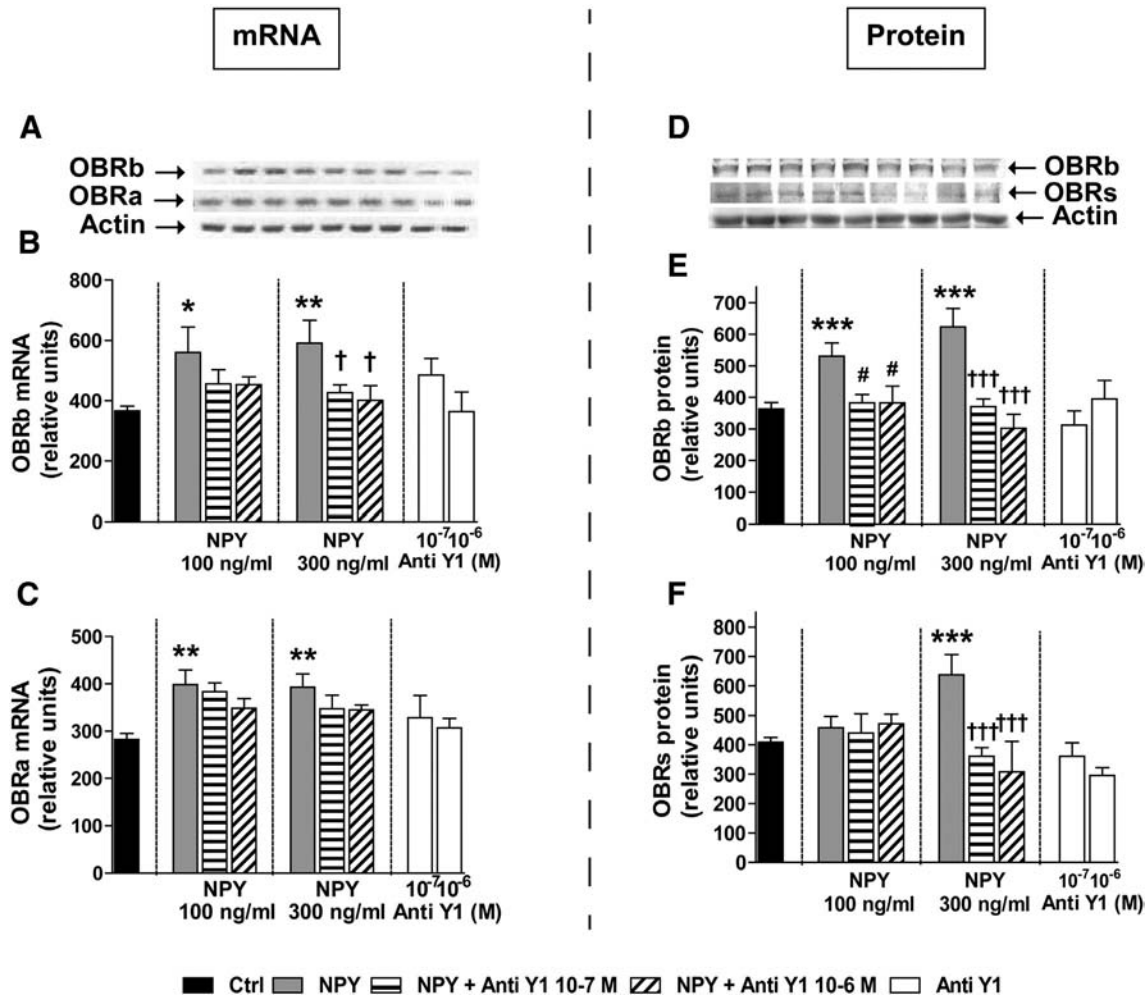 mRNA
Protein
A
OBRb
OBRa
Actin
D
OBRb
OBRs
Actin
B
OBRb mRNA
(relative units)
800
600
400
200
0
*
**
†
†
NPY
100 ng/ml
NPY
300 ng/ml
10-7 10-6
Anti Y1 (M)
E
OBRb protein
(relative units)
700
600
500
400
300
200
100
0
***
#
#
***
†††
†††
NPY
100 ng/ml
NPY
300 ng/ml
10-7 10-6
Anti Y1 (M)
C
OBRa mRNA
(relative units)
500
400
300
200
100
0
**
**
NPY
100 ng/ml
NPY
300 ng/ml
10-7 10-6
Anti Y1 (M)
F
OBRs protein
(relative units)
800
700
600
500
400
300
200
100
0
***
†††
†††
NPY
100 ng/ml
NPY
300 ng/ml
10-7 10-6
Anti Y1 (M)
Ctrl NPY NPY + Anti Y1 10-7 M NPY + Anti Y1 10-6 M Anti Y1